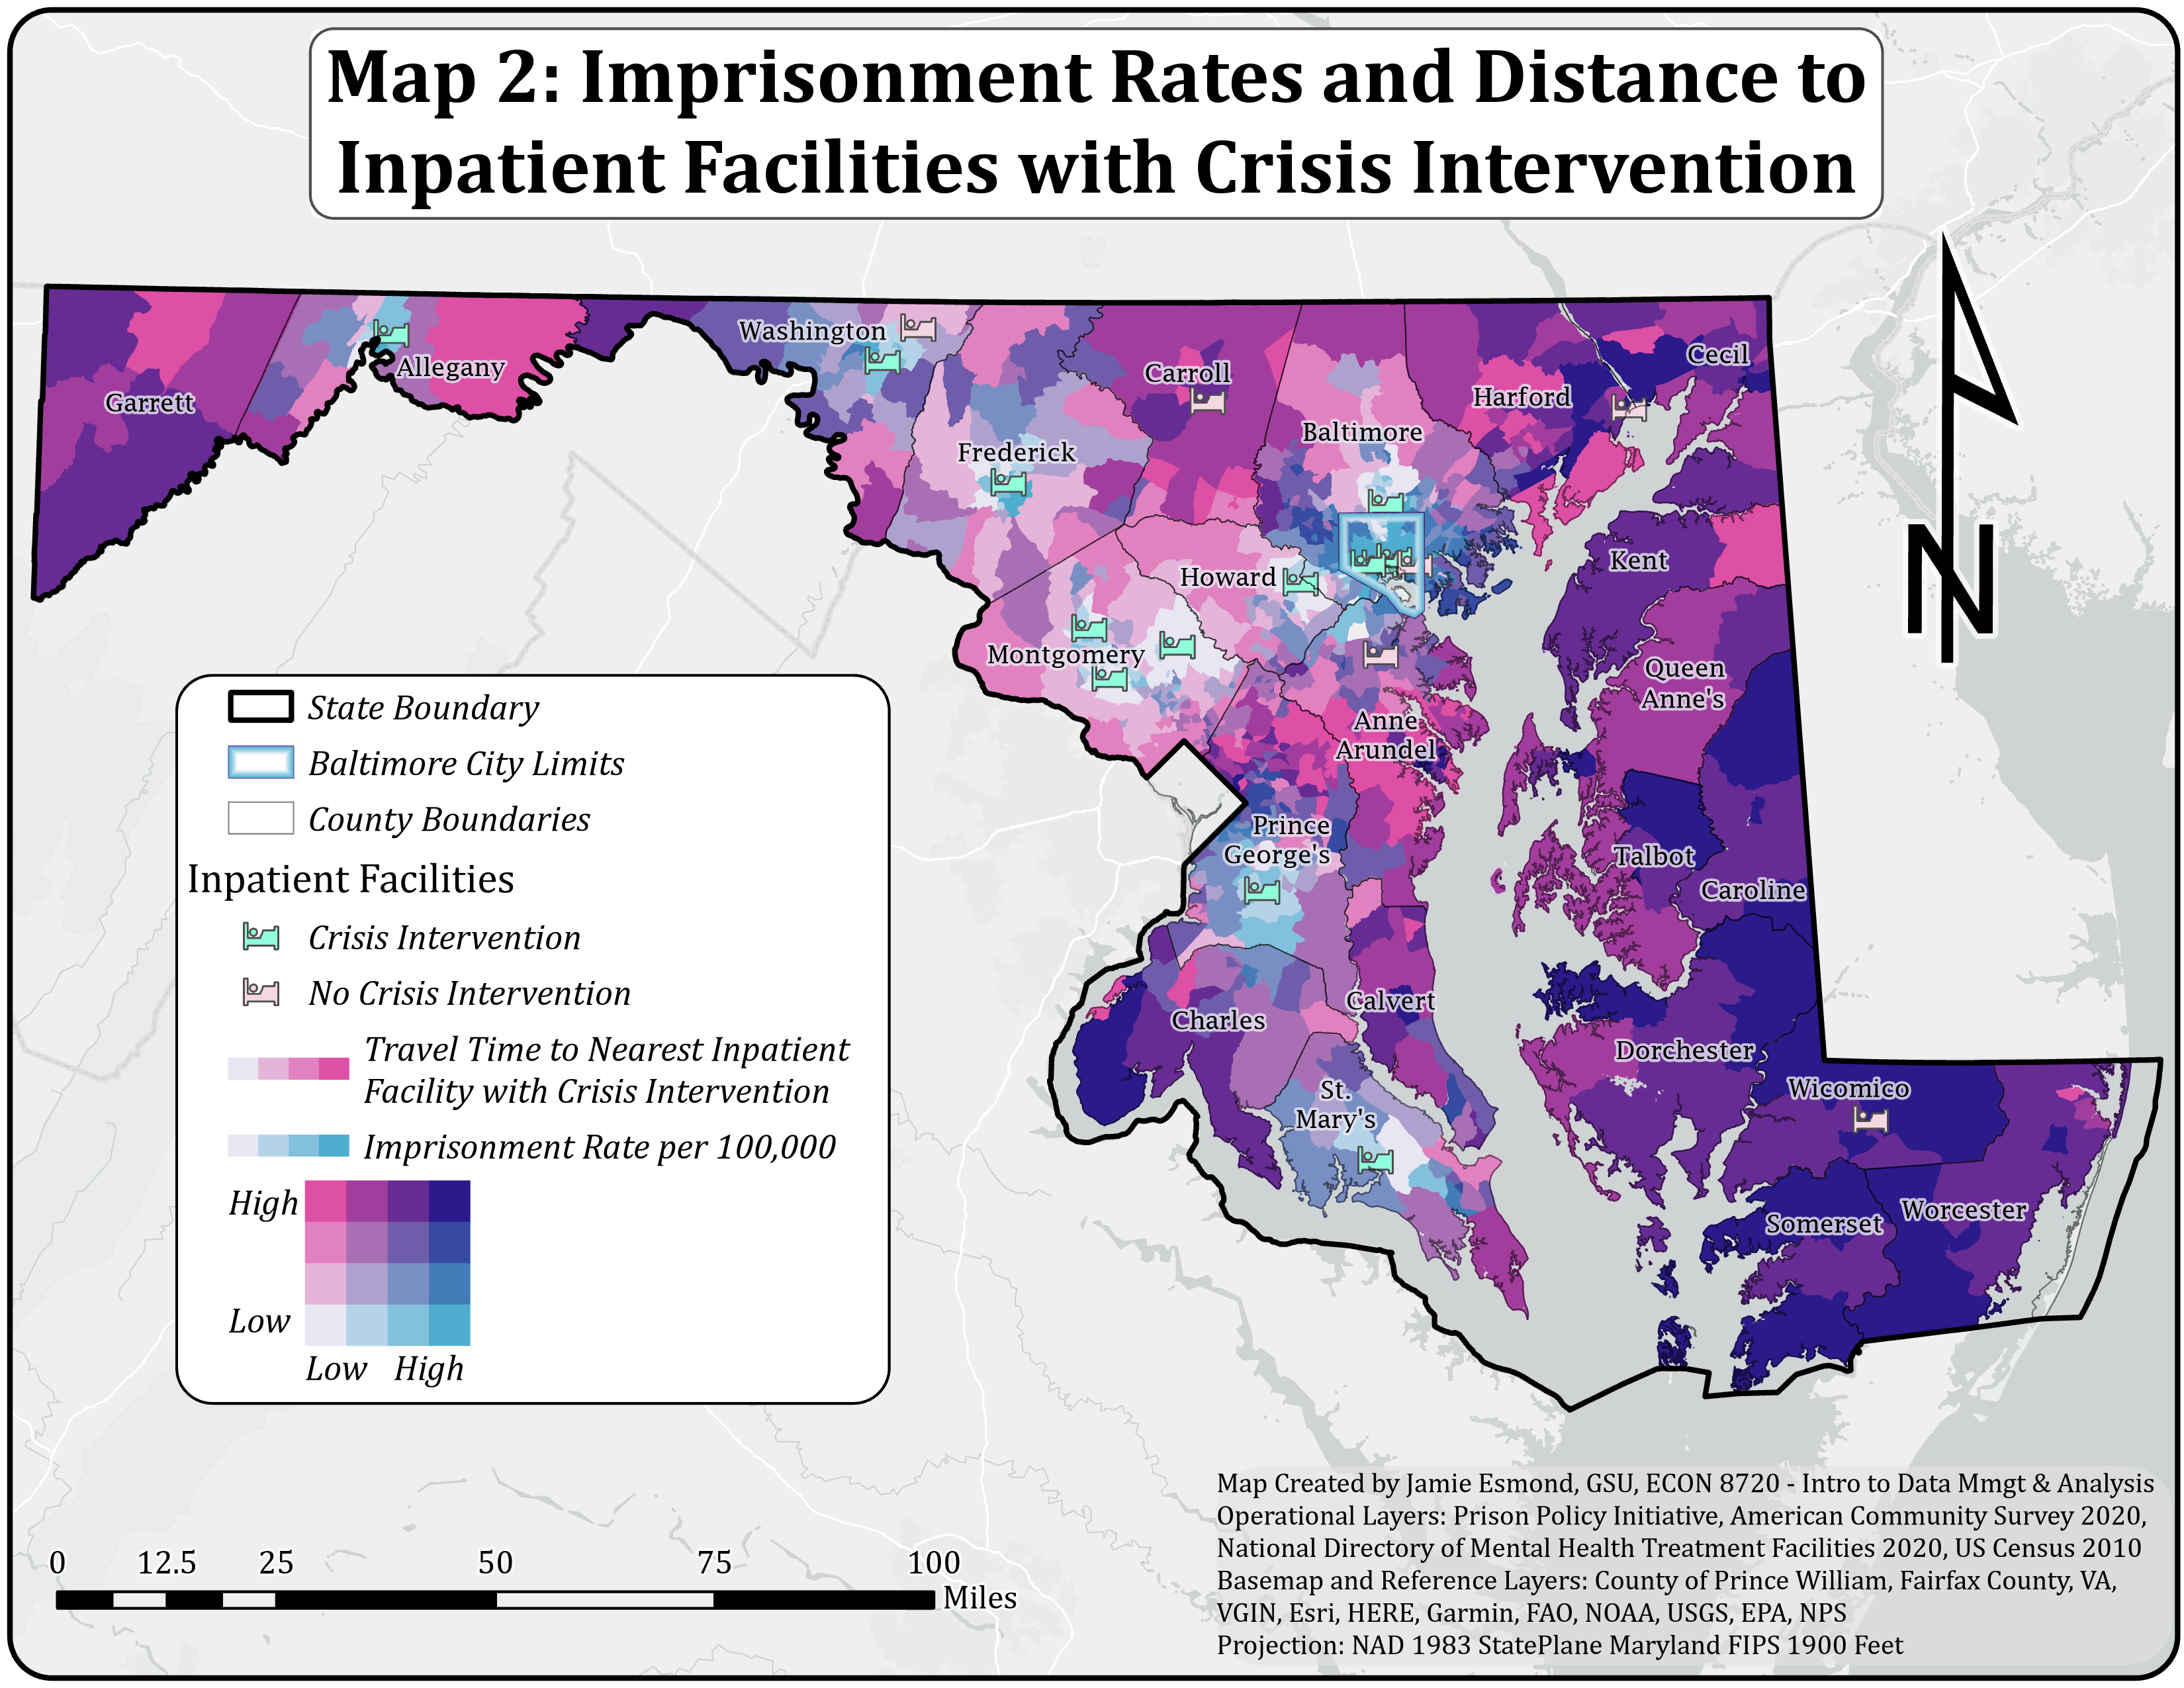 Map 2: Imprisonment Rates and Distance to
Inpatient Facilities with Crisis Intervention
Washington
Allegany
Garrett
Carroll
Cecil
Harford
Baltimore
Frederick
Kent
Howard
Montgomery
Queen
Anne's
Anne
Arundel
Prince
George's
Talbot
Caroline
Calvert
Charles
Dorchester
St.
Mary's
Wicomico
Somerset
Worcester
N
State Boundary
Baltimore City Limits
County Boundaries
Inpatient Facilities
Crisis Intervention
No Crisis Intervention
Travel Time to Nearest Inpatient
Facility with Crisis Intervention
Imprisonment Rate per 100,000
High
Low
Low High
0 12.5 25 50 75 100
Miles
Map Created by Jamie Esmond, GSU, ECON 8720 - Intro to Data Mmgt & Analysis
Operational Layers: Prison Policy Initiative, American Community Survey 2020,
National Directory of Mental Health Treatment Facilities 2020, US Census 2010
Basemap and Reference Layers: County of Prince William, Fairfax County, VA,
VGIN, Esri, HERE, Garmin, FAO, NOAA, USGS, EPA, NPS
Projection: NAD 1983 StatePlane Maryland FIPS 1900 Feet